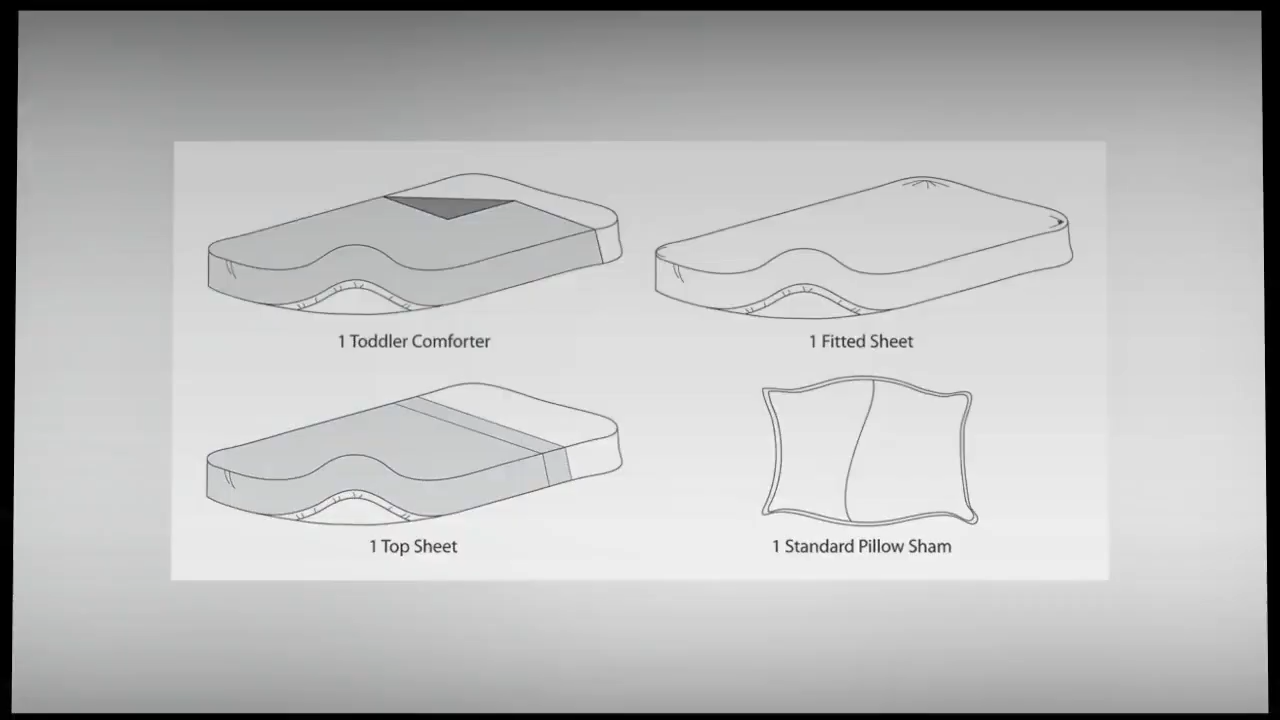 1 Toddler Comforter
1 Fitted Sheet
1 Top Sheet
1 Standard Pillow Sham